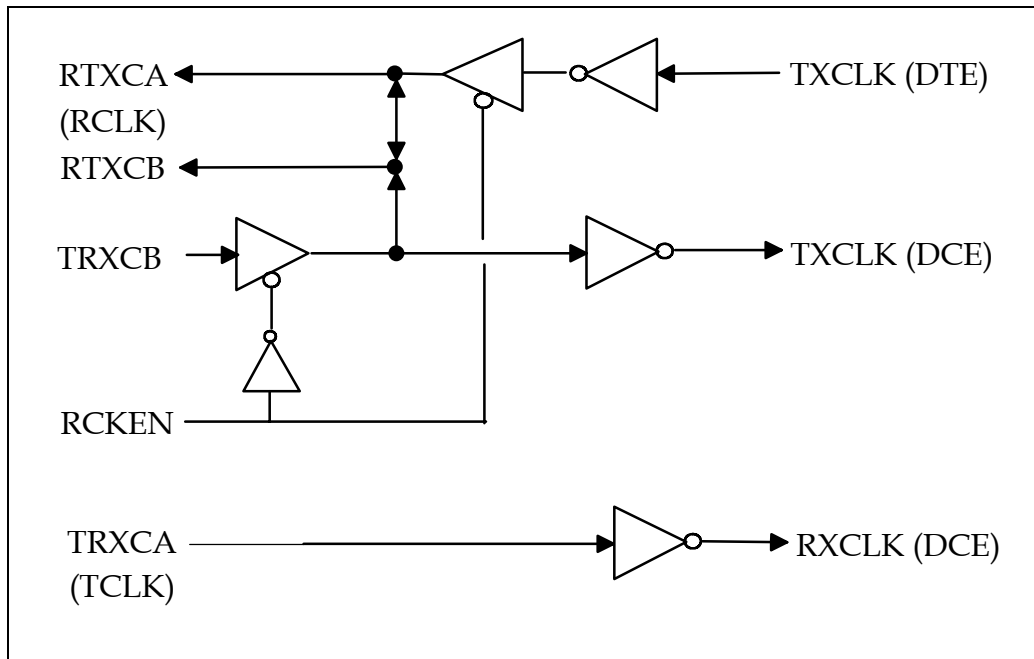 RTXCA
(RCLK)
TXCLK (DTE)
RTXCB
TRXCB
TXCLK (DCE)
RCKEN
TRXCA
(TCLK)
RXCLK (DCE)